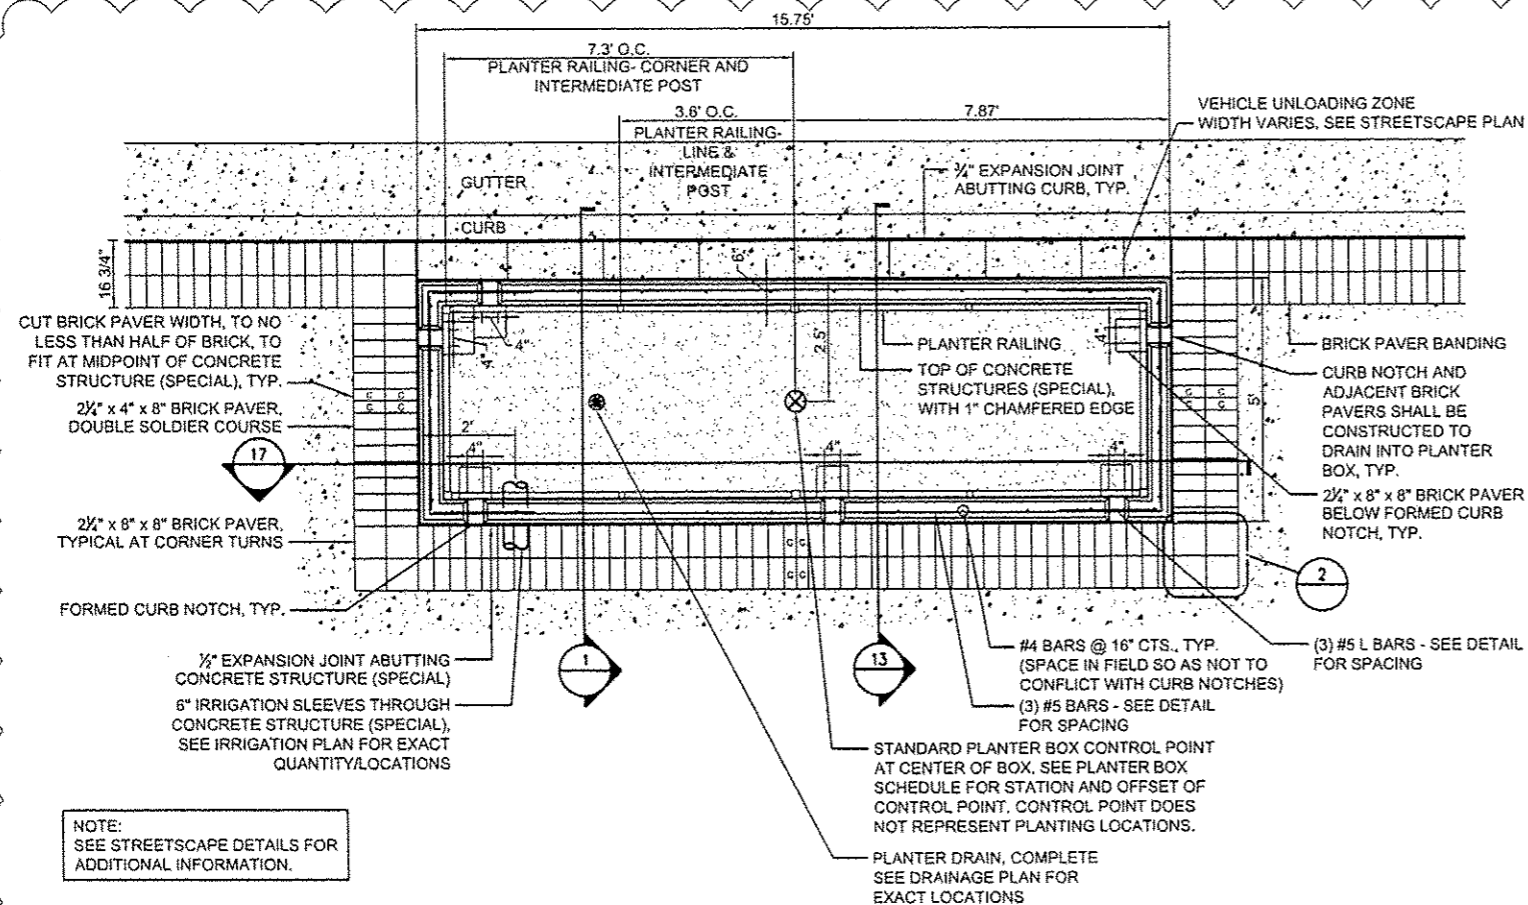 15.75'
7.3' O.C.
PLANTER RAILING- CORNER AND
INTERMEDIATE POST
3.6' O.C.
7.87'
PLANTER RAILING-
LINE &
INTERMEDIATE
POST
VEHICLE UNLOADING ZONE
WIDTH VARIES, SEE STREETSCAPE PLAN
¾" EXPANSION JOINT
ABUTTING CURB, TYP.
GUTTER
CURB
16 3/4"
6"
4"
4"
4"
2.5'
5'
CUT BRICK PAVER WIDTH, TO NO
LESS THAN HALF OF BRICK, TO
FIT AT MIDPOINT OF CONCRETE
STRUCTURE (SPECIAL), TYP.
2¼" x 4" x 8" BRICK PAVER,
DOUBLE SOLDIER COURSE
17
2¼" x 8" x 8" BRICK PAVER,
TYPICAL AT CORNER TURNS
FORMED CURB NOTCH, TYP.
PLANTER RAILING
TOP OF CONCRETE
STRUCTURES (SPECIAL),
WITH 1" CHAMFERED EDGE
BRICK PAVER BANDING
CURB NOTCH AND
ADJACENT BRICK
PAVERS SHALL BE
CONSTRUCTED TO
DRAIN INTO PLANTER
BOX, TYP.
2¼" x 8" x 8" BRICK PAVER
BELOW FORMED CURB
NOTCH, TYP.
C C
C C
C C
C C
2'
4"
4"
4"
C C
C C
2
½" EXPANSION JOINT ABUTTING
CONCRETE STRUCTURE (SPECIAL)
6" IRRIGATION SLEEVES THROUGH
CONCRETE STRUCTURE (SPECIAL),
SEE IRRIGATION PLAN FOR EXACT
QUANTITY/LOCATIONS
1
13
#4 BARS @ 16" CTS., TYP.
(SPACE IN FIELD SO AS NOT TO
CONFLICT WITH CURB NOTCHES)
(3) #5 BARS - SEE DETAIL
FOR SPACING
(3) #5 L BARS - SEE DETAIL
FOR SPACING
STANDARD PLANTER BOX CONTROL POINT
AT CENTER OF BOX, SEE PLANTER BOX
SCHEDULE FOR STATION AND OFFSET OF
CONTROL POINT. CONTROL POINT DOES
NOT REPRESENT PLANTING LOCATIONS.
PLANTER DRAIN, COMPLETE
SEE DRAINAGE PLAN FOR
EXACT LOCATIONS
NOTE:
SEE STREETSCAPE DETAILS FOR
ADDITIONAL INFORMATION.